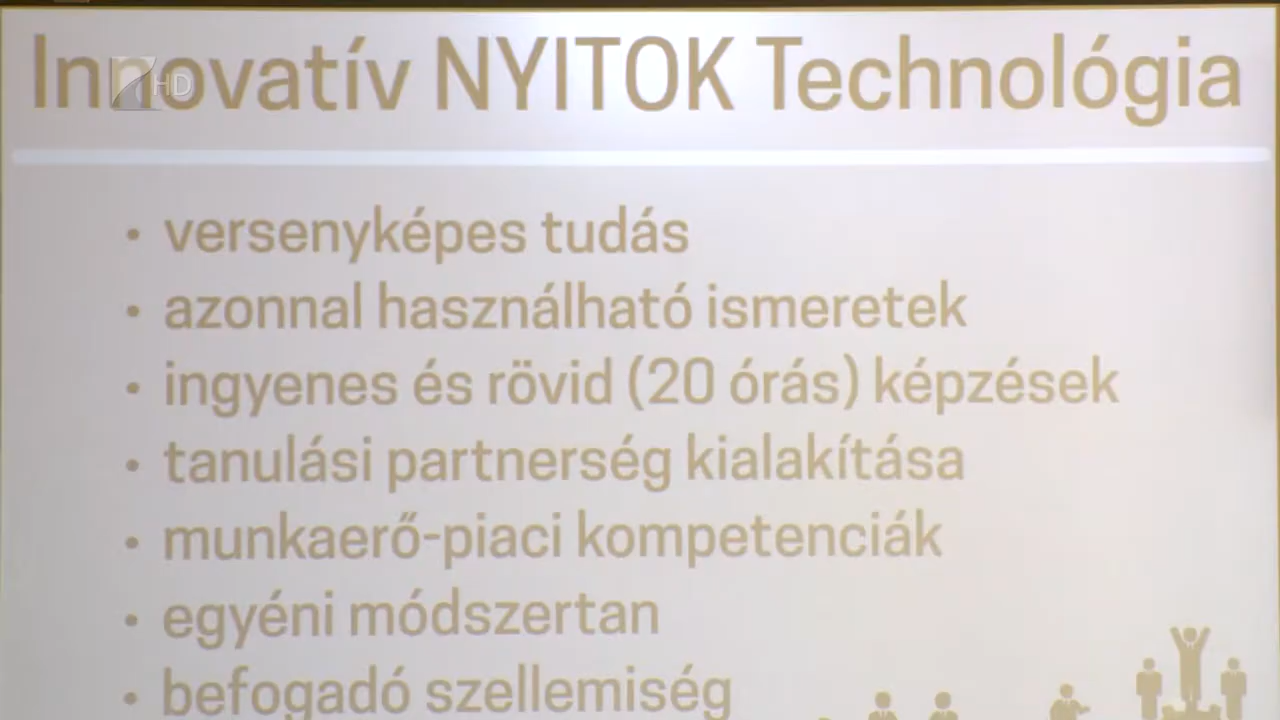 Innovatív NYITOK Technológia
HD
• versenyképes tudás
• azonnal használható ismeretek
• ingyenes és rövid (20 órás) képzések
• tanulási partnerség kialakítása
• munkaerő-piaci kompetenciák
• egyéni módszertan
• befogadó szellemiség